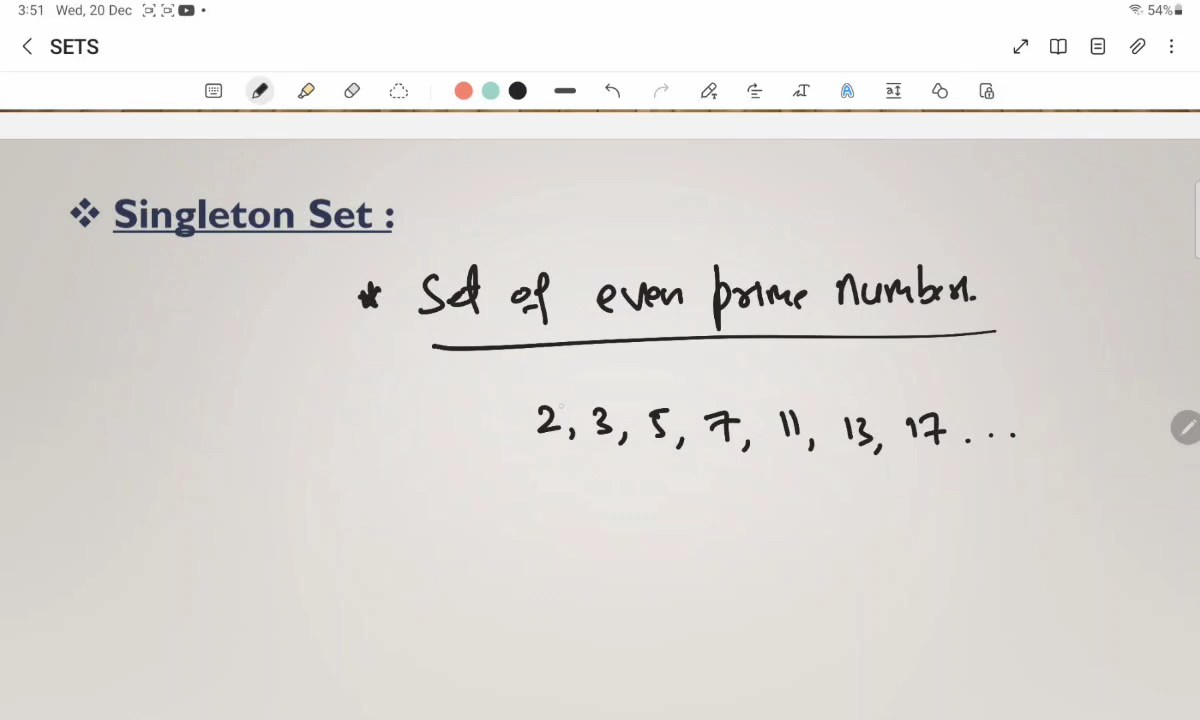 3:51 Wed, 20 Dec 54%
SETS
❖ Singleton Set :
* Set of even prime number.
2, 3, 5, 7, 11, 13, 17 ...